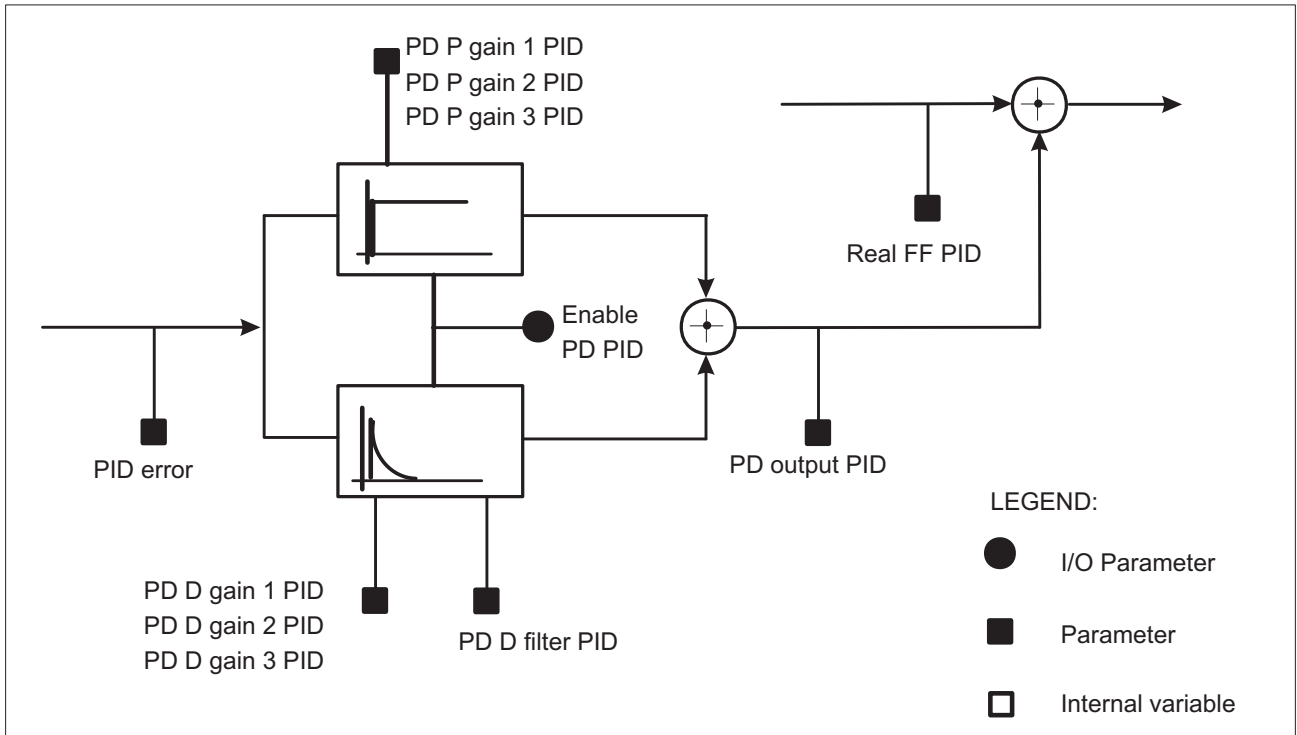 PD P gain 1 PID
PD P gain 2 PID
PD P gain 3 PID
Real FF PID
Enable
PD PID
PID error
PD output PID
PD D gain 1 PID
PD D gain 2 PID
PD D gain 3 PID
PD D filter PID
LEGEND:
I/O Parameter
Parameter
Internal variable